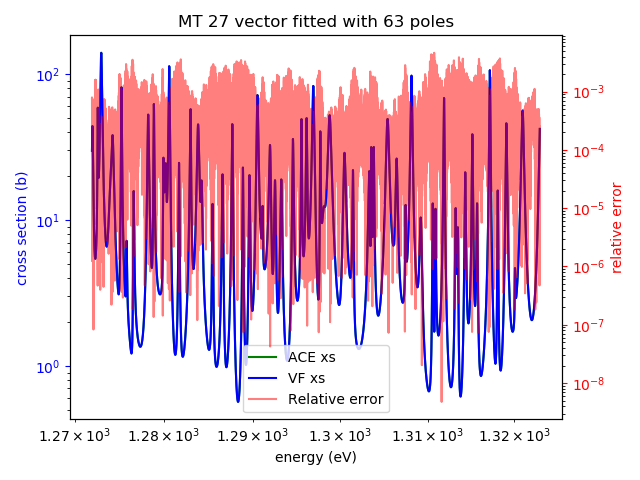 MT 27 vector fitted with 63 poles
10²
10¹
10⁰
cross section (b)
10⁻³
10⁻⁴
10⁻⁵
10⁻⁶
10⁻⁷
10⁻⁸
relative error
ACE xs
VF xs
Relative error
1.27×10³ 1.28×10³ 1.29×10³ 1.3×10³ 1.31×10³ 1.32×10³
energy (eV)